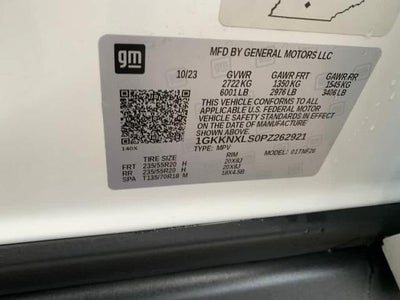 gm
MFD BY GENERAL MOTORS LLC
10/23 GVWR GAWR FRT GAWR RR
2722 KG 1350 KG 1545 KG
6001 LB 2976 LB 3406 LB
THIS VEHICLE CONFORMS TO ALL
APPLICABLE U.S. FEDERAL MOTOR
VEHICLE SAFETY STANDARDS IN
EFFECT ON THE DATE OF
MANUFACTURE SHOWN ABOVE.
1GKKNXLS0PZ262921
TYPE: MPV 01TNF26
140X
TIRE SIZE RIM
FRT 235/55R20 H 20X8J
RR 235/55R20 H 20X8J
SPA T135/70R18 M 18X4.5B